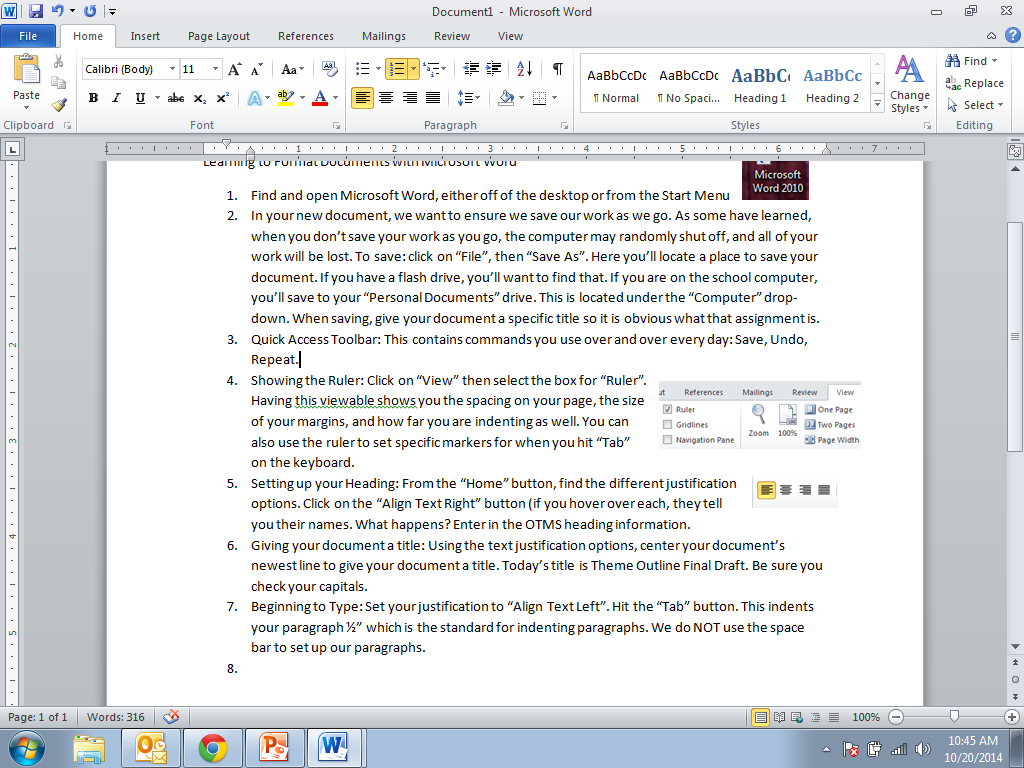 Document1 - Microsoft Word
File Home Insert Page Layout References Mailings Review View
Paste
Calibri (Body) 11
AaBbCcDc AaBbCcDc AaBbC AaBbCc
¶ Normal ¶ No Spaci... Heading 1 Heading 2
Change Styles
Find
Replace
Select
Clipboard Font Paragraph Styles Editing
1 1 2 3 4 5 6 7
Learning to Format Documents with Microsoft Word
Microsoft
Word 2010
1. Find and open Microsoft Word, either off of the desktop or from the Start Menu
2. In your new document, we want to ensure we save our work as we go. As some have learned,
when you don’t save your work as you go, the computer may randomly shut off, and all of your
work will be lost. To save: click on “File”, then “Save As”. Here you’ll locate a place to save your
document. If you have a flash drive, you’ll want to find that. If you are on the school computer,
you’ll save to your “Personal Documents” drive. This is located under the “Computer” drop-
down. When saving, give your document a specific title so it is obvious what that assignment is.
3. Quick Access Toolbar: This contains commands you use over and over every day: Save, Undo,
Repeat.
4. Showing the Ruler: Click on “View” then select the box for “Ruler”.
Having this viewable shows you the spacing on your page, the size
of your margins, and how far you are indenting as well. You can
also use the ruler to set specific markers for when you hit “Tab”
on the keyboard.
ut References Mailings Review View
Ruler
Gridlines
Navigation Pane
Zoom 100%
One Page
Two Pages
Page Width
5. Setting up your Heading: From the “Home” button, find the different justification
options. Click on the “Align Text Right” button (if you hover over each, they tell
you their names. What happens? Enter in the OTMS heading information.
6. Giving your document a title: Using the text justification options, center your document’s
newest line to give your document a title. Today’s title is Theme Outline Final Draft. Be sure you
check your capitals.
7. Beginning to Type: Set your justification to “Align Text Left”. Hit the “Tab” button. This indents
your paragraph ½” which is the standard for indenting paragraphs. We do NOT use the space
bar to set up our paragraphs.
8.
Page: 1 of 1 Words: 316 100%
10:45 AM
10/20/2014